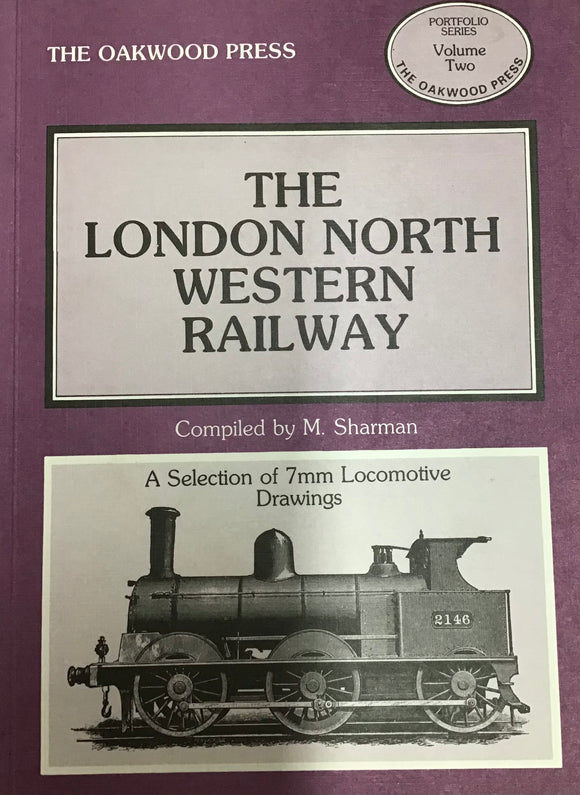 THE OAKWOOD PRESS
PORTFOLIO
SERIES
Volume
Two
THE OAKWOOD PRESS
THE
LONDON NORTH
WESTERN
RAILWAY
Compiled by M. Sharman
A Selection of 7mm Locomotive
Drawings
2146